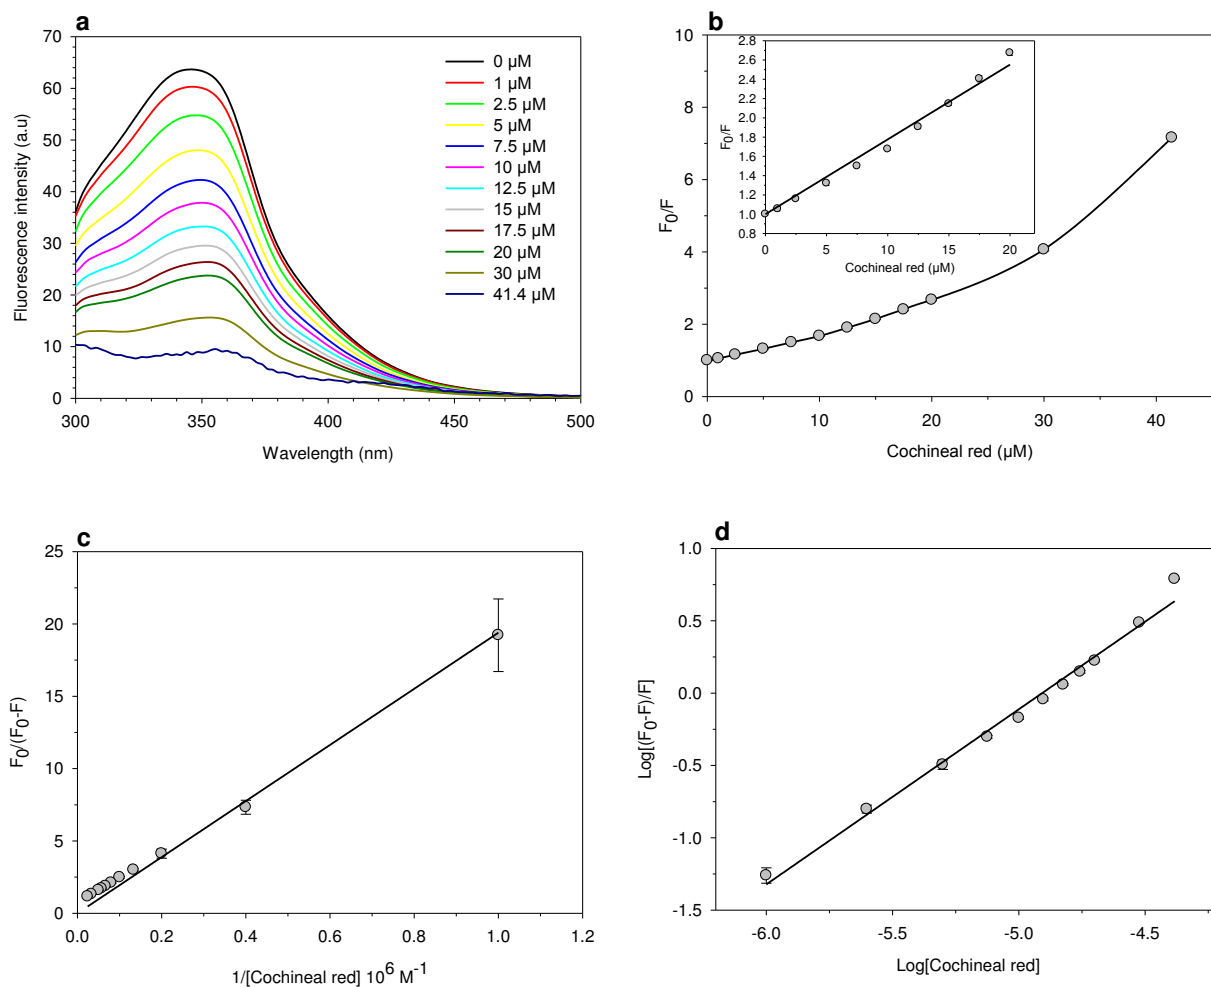 a
70
60
50
40
30
20
10
0
Fluorescence intensity (a.u)
0 µM
1 µM
2.5 µM
5 µM
7.5 µM
10 µM
12.5 µM
15 µM
17.5 µM
20 µM
30 µM
41.4 µM
300 350 400 450 500
Wavelength (nm)
b
10
8
6
4
2
0
F0/F
2.8
2.6
2.4
2.2
2.0
1.8
1.6
1.4
1.2
1.0
0.8
F0/F
0 5 10 15 20
Cochineal red (µM)
0 10 20 30 40
Cochineal red (µM)
c
25
20
15
10
5
0
F0/(F0-F)
0.0 0.2 0.4 0.6 0.8 1.0 1.2
1/[Cochineal red] 10^6 M^-1
d
1.0
0.5
0.0
-0.5
-1.0
-1.5
Log[(F0-F)/F]
-6.0 -5.5 -5.0 -4.5
Log[Cochineal red]